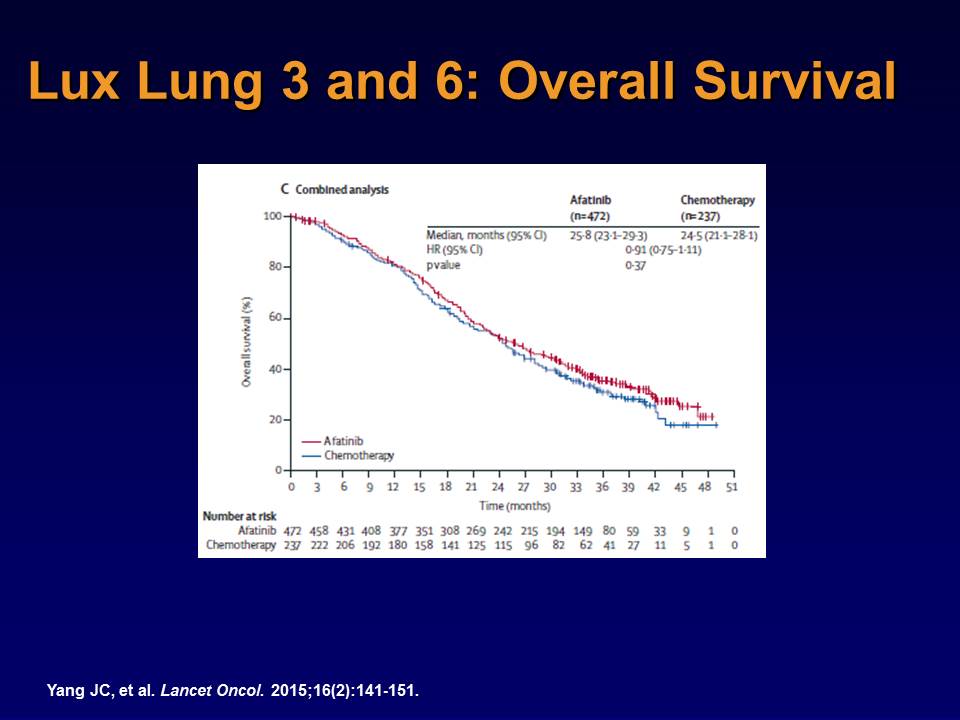 Lux Lung 3 and 6: Overall Survival
C Combined analysis
Afatinib Chemotherapy
(n=472) (n=237)
Median, months (95% CI) 25·8 (23·1–29·3) 24·5 (21·1–28·1)
HR (95% CI) 0·91 (0·75–1·11)
pvalue 0·37
Overall survival (%)
100
80
60
40
20
0
Afatinib
Chemotherapy
0 3 6 9 12 15 18 21 24 27 30 33 36 39 42 45 48 51
Time (months)
Number at risk
Afatinib 472 458 431 408 377 351 308 269 242 215 194 149 80 59 33 9 1 0
Chemotherapy 237 222 206 192 180 158 141 125 115 96 82 62 41 27 11 5 1 0
Yang JC, et al. Lancet Oncol. 2015;16(2):141-151.